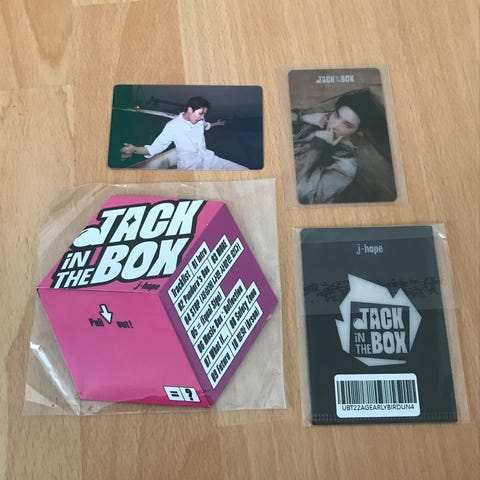 JACK
IN
THE
BOX
JACK
IN
THE
BOX
j-hope
Pull
out!
Tracklist | 01 Intro
02 Pandora's Box | 03 MORE
05 = (Equal Sign)
06 Music Box : Reflection
07 What if... | 08 Safety Zone
09 Future | 10 방화 (Arson)
= ?
j-hope
JACK
IN
THE
BOX
UBT22AGEARLYBIRDUN4